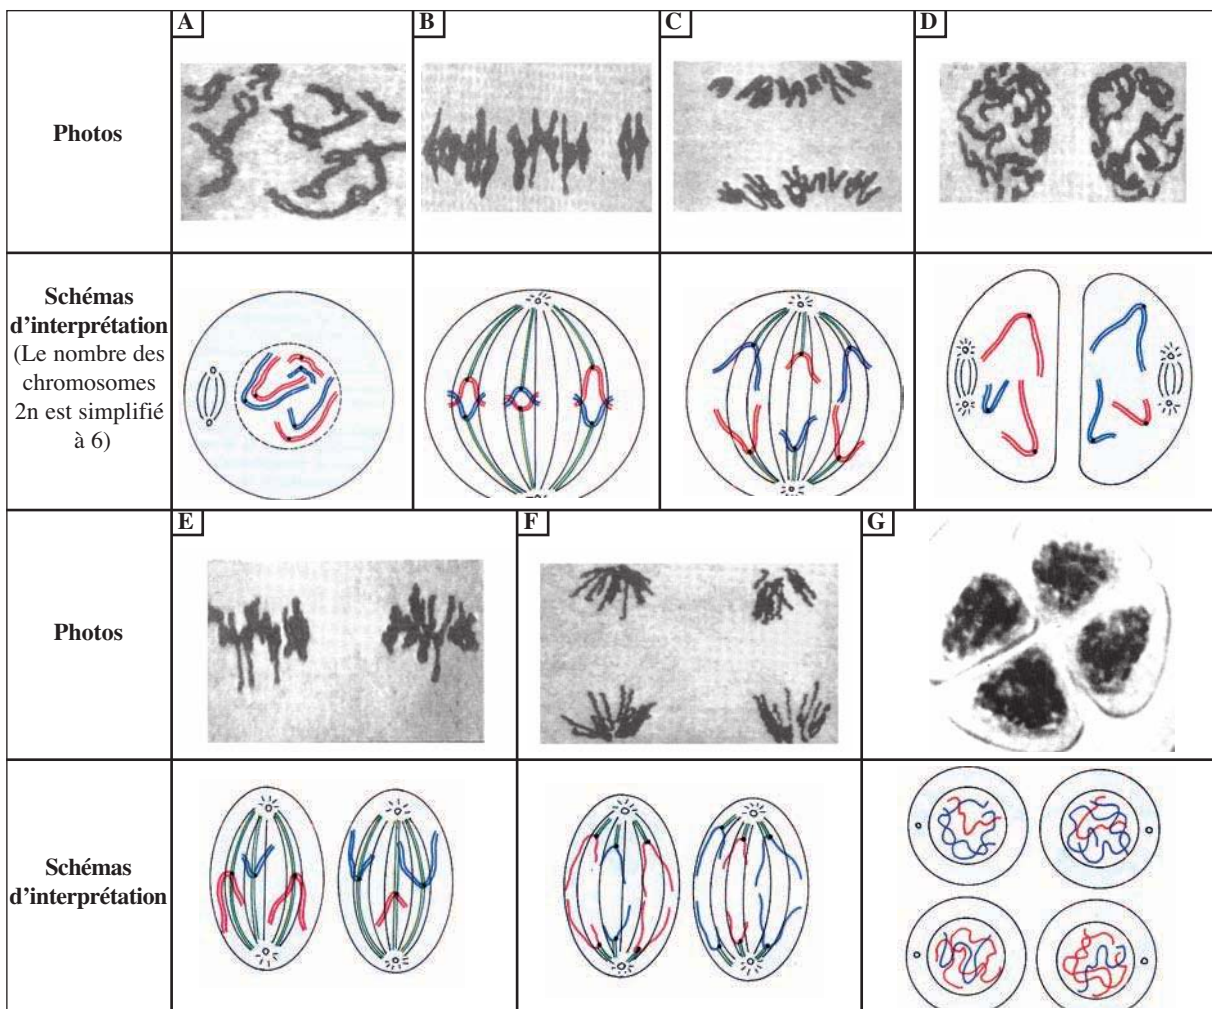 A
B
C
D
Photos
Schémas
d'interprétation
(Le nombre des
chromosomes
2n est simplifié
à 6)
E
F
G
Photos
Schémas
d'interprétation